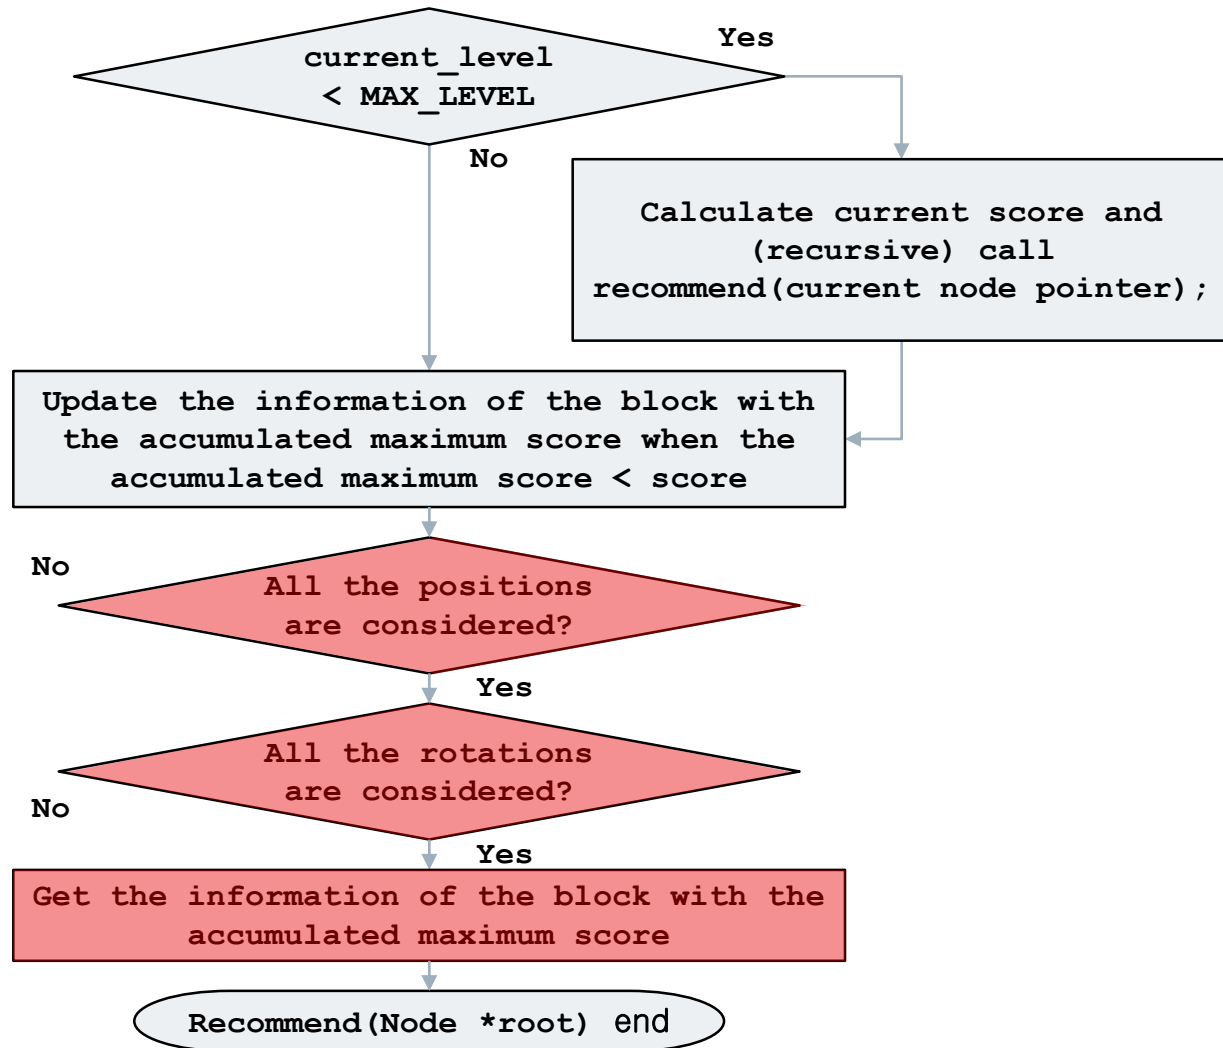 current_level
< MAX_LEVEL
Yes
No
Calculate current score and
(recursive) call
recommend(current node pointer);
Update the information of the block with
the accumulated maximum score when the
accumulated maximum score < score
No
All the positions
are considered?
Yes
All the rotations
are considered?
No
Yes
Get the information of the block with the
accumulated maximum score
Recommend(Node *root) end